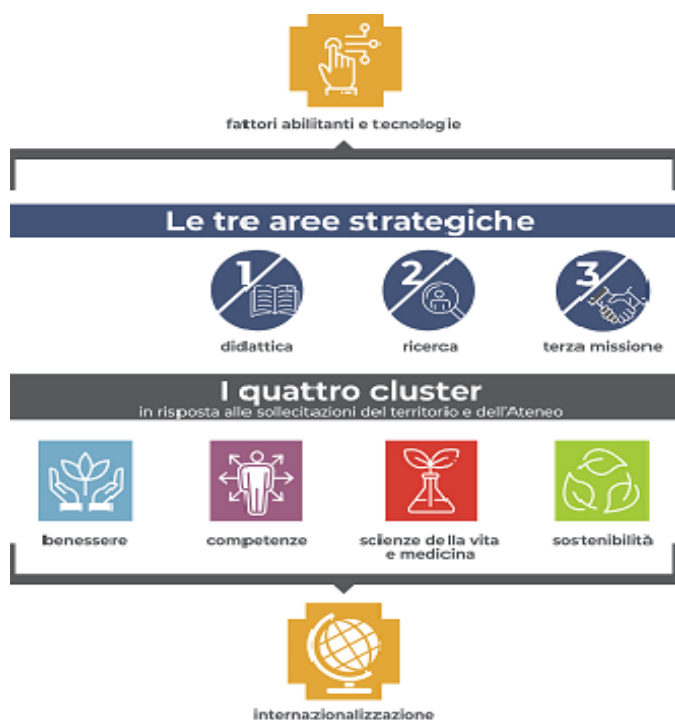 fattori abilitanti e tecnologie
Le tre aree strategiche
1 2 3
didattica ricerca terza missione
I quattro cluster
in risposta alle sollecitazioni del territorio e dell'Ateneo
benessere competenze scienze della vita sostenibilità
e medicina
internazionalizzazione